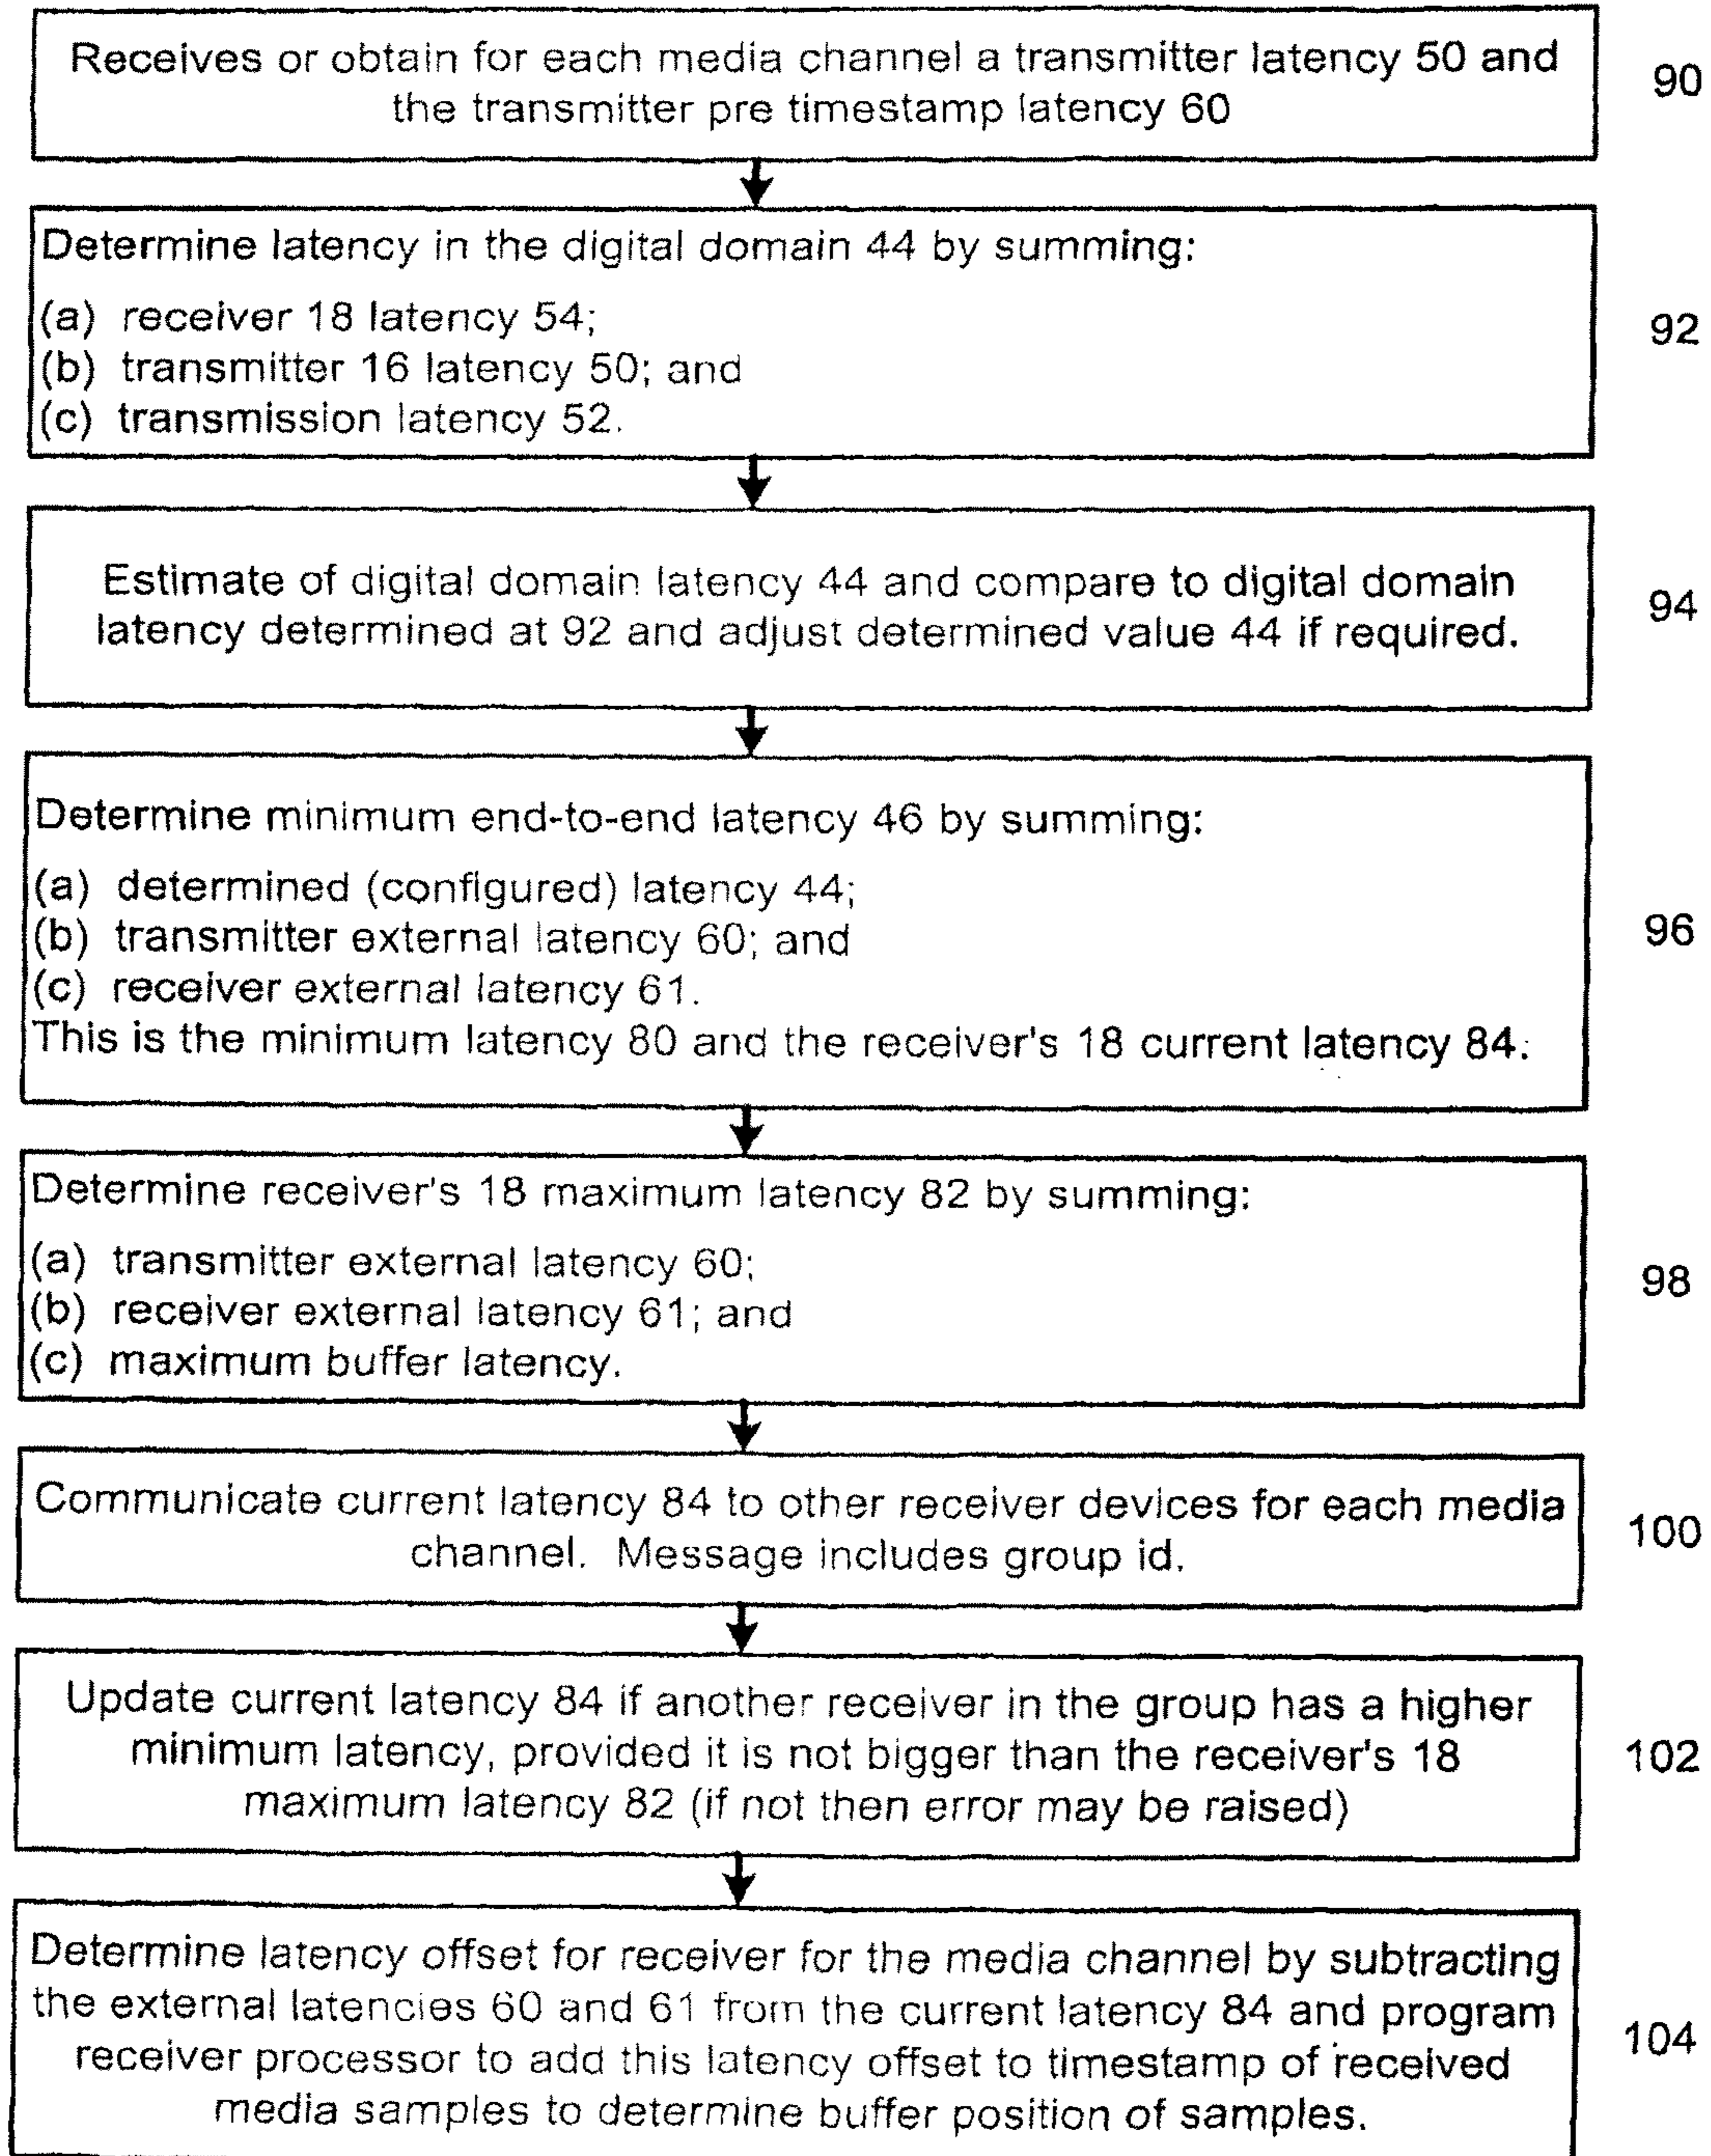 Receives or obtain for each media channel a transmitter latency 50 and
the transmitter pre timestamp latency 60
90
Determine latency in the digital domain 44 by summing:
(a) receiver 18 latency 54;
(b) transmitter 16 latency 50; and
(c) transmission latency 52.
92
Estimate of digital domain latency 44 and compare to digital domain
latency determined at 92 and adjust determined value 44 if required.
94
Determine minimum end-to-end latency 46 by summing:
(a) determined (configured) latency 44;
(b) transmitter external latency 60; and
(c) receiver external latency 61.
This is the minimum latency 80 and the receiver's 18 current latency 84.
96
Determine receiver's 18 maximum latency 82 by summing:
(a) transmitter external latency 60;
(b) receiver external latency 61; and
(c) maximum buffer latency.
98
Communicate current latency 84 to other receiver devices for each media
channel. Message includes group id.
100
Update current latency 84 if another receiver in the group has a higher
minimum latency, provided it is not bigger than the receiver's 18
maximum latency 82 (if not then error may be raised)
102
Determine latency offset for receiver for the media channel by subtracting
the external latencies 60 and 61 from the current latency 84 and program
receiver processor to add this latency offset to timestamp of received
media samples to determine buffer position of samples.
104